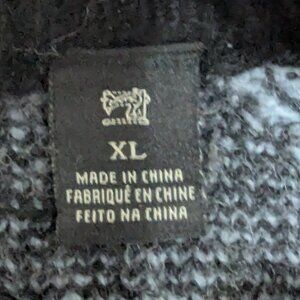 XL
MADE IN CHINA
FABRIQUÉ EN CHINE
FEITO NA CHINA